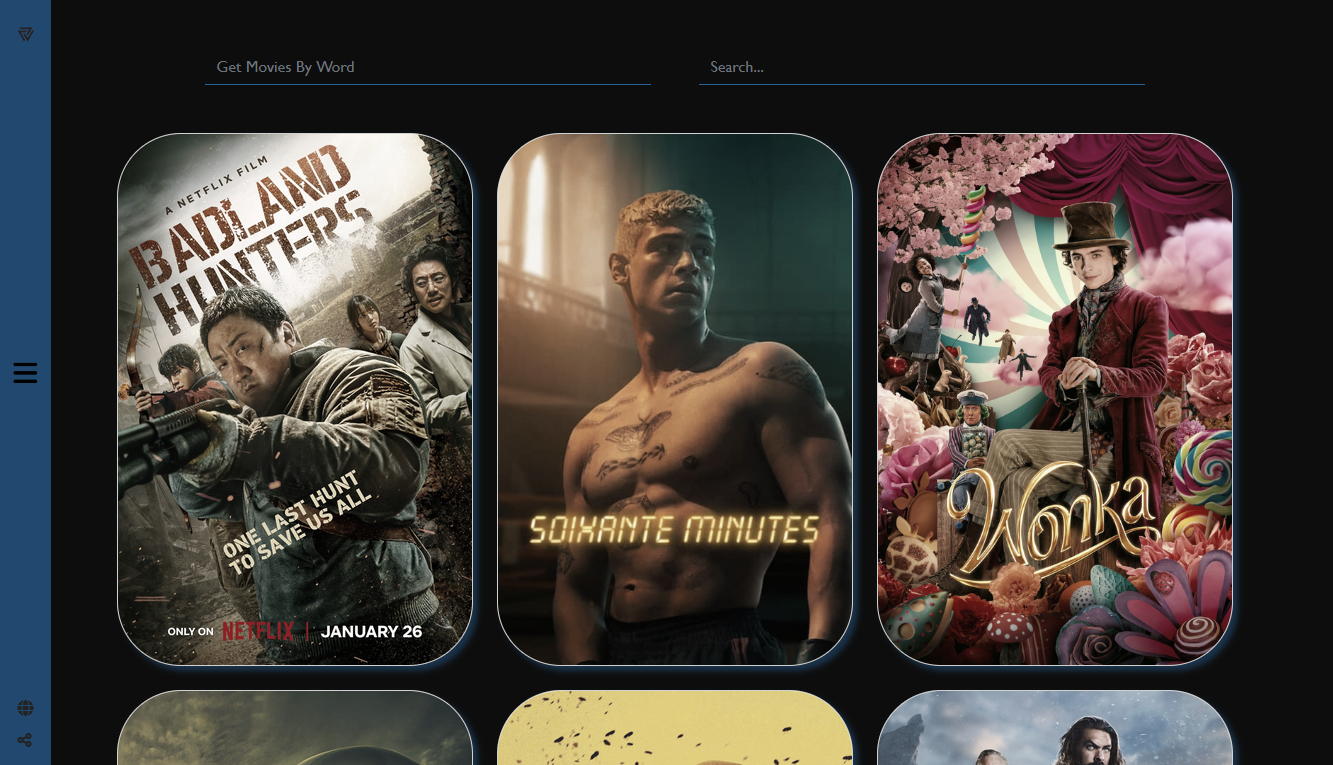 Get Movies By Word
Search...
A NETFLIX FILM
BADLAND
HUNTERS
ONE LAST HUNT
TO SAVE US ALL
ONLY ON NETFLIX | JANUARY 26
SOIXANTE MINUTES
Wonka